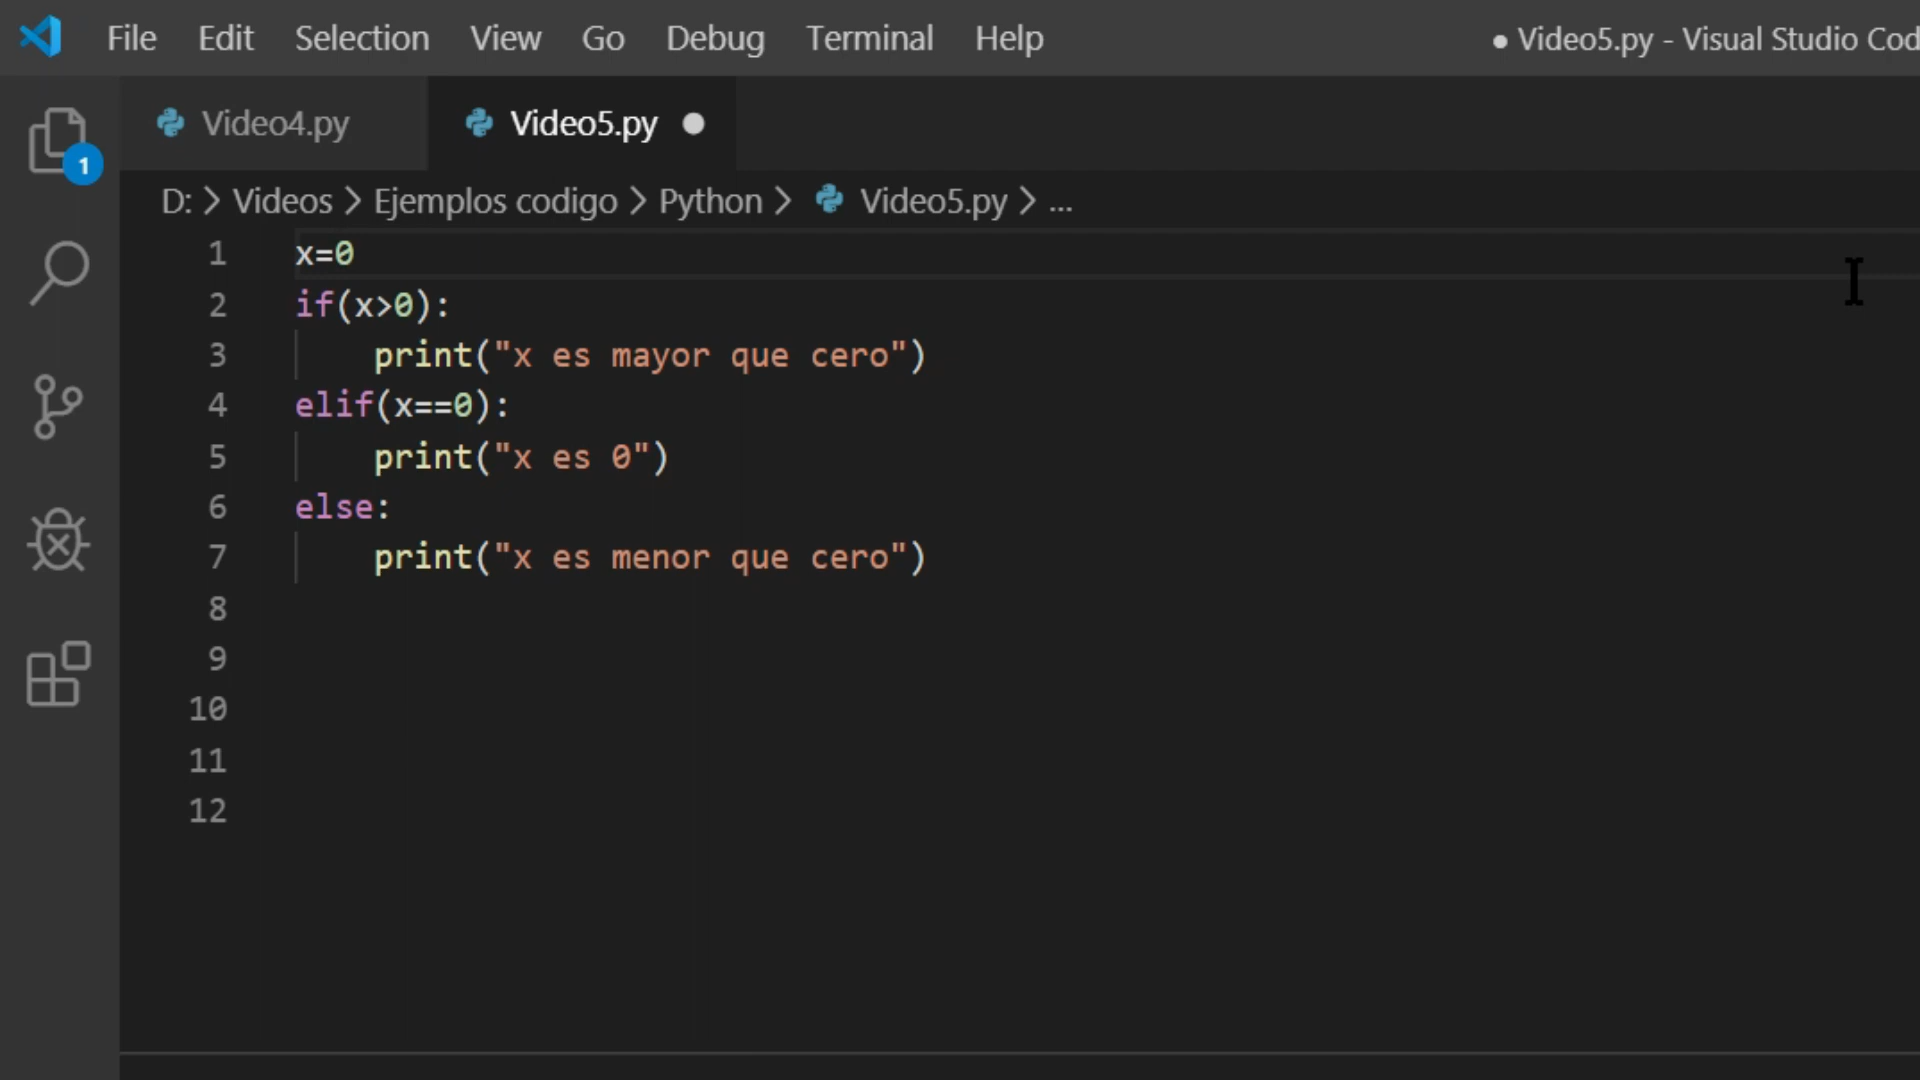 File Edit Selection View Go Debug Terminal Help ● Video5.py - Visual Studio Cod
Video4.py Video5.py ●
1
D: > Videos > Ejemplos codigo > Python > Video5.py > ...
1 x=0
2 if(x>0):
3 print("x es mayor que cero")
4 elif(x==0):
5 print("x es 0")
6 else:
7 print("x es menor que cero")
8
9
10
11
12